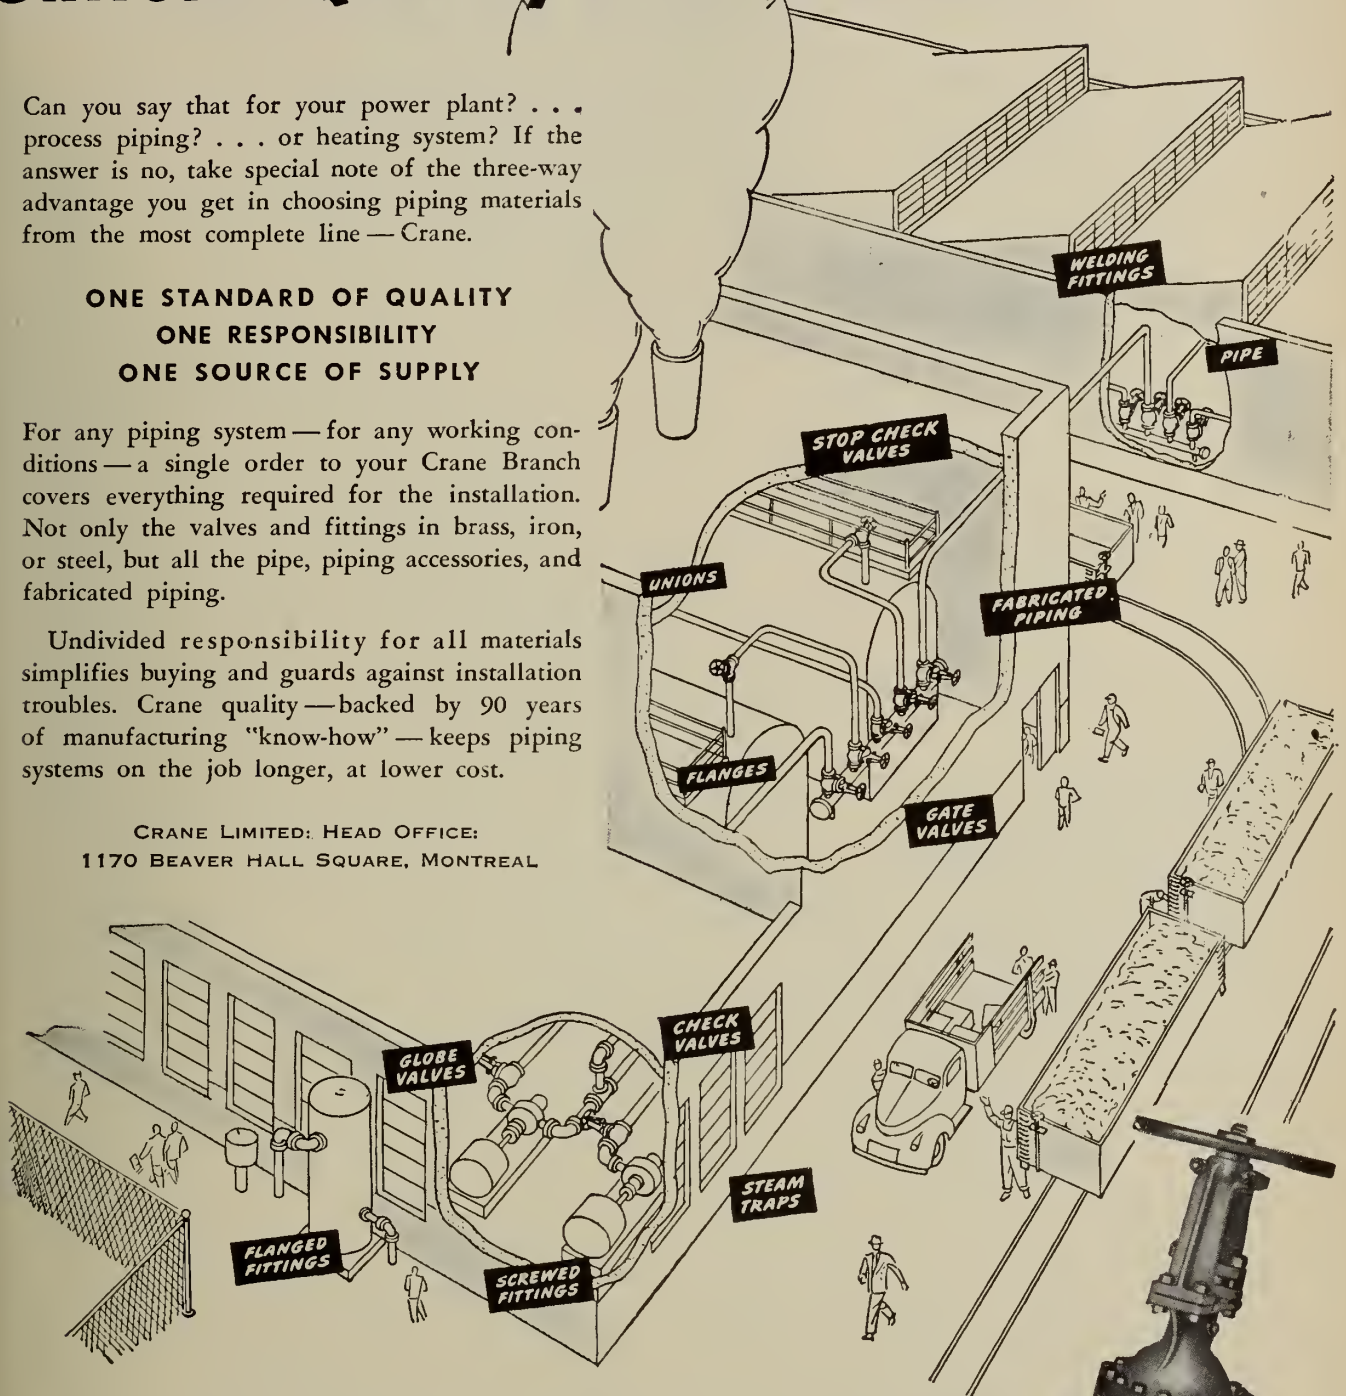 Can you say that for your power plant? . . .
process piping? . . . or heating system? If the
answer is no, take special note of the three-way
advantage you get in choosing piping materials
from the most complete line — Crane.
ONE STANDARD OF QUALITY
ONE RESPONSIBILITY
ONE SOURCE OF SUPPLY
For any piping system — for any working con-
ditions — a single order to your Crane Branch
covers everything required for the installation.
Not only the valves and fittings in brass, iron,
or steel, but all the pipe, piping accessories, and
fabricated piping.
Undivided responsibility for all materials
simplifies buying and guards against installation
troubles. Crane quality — backed by 90 years
of manufacturing "know-how" — keeps piping
systems on the job longer, at lower cost.
CRANE LIMITED: HEAD OFFICE:
1170 BEAVER HALL SQUARE, MONTREAL
WELDING
FITTINGS
PIPE
STOP CHECK
VALVES
UNIONS
FABRICATED
PIPING
FLANGES
GATE
VALVES
CHECK
VALVES
GLOBE
VALVES
STEAM
TRAPS
FLANGED
FITTINGS
SCREWED
FITTINGS